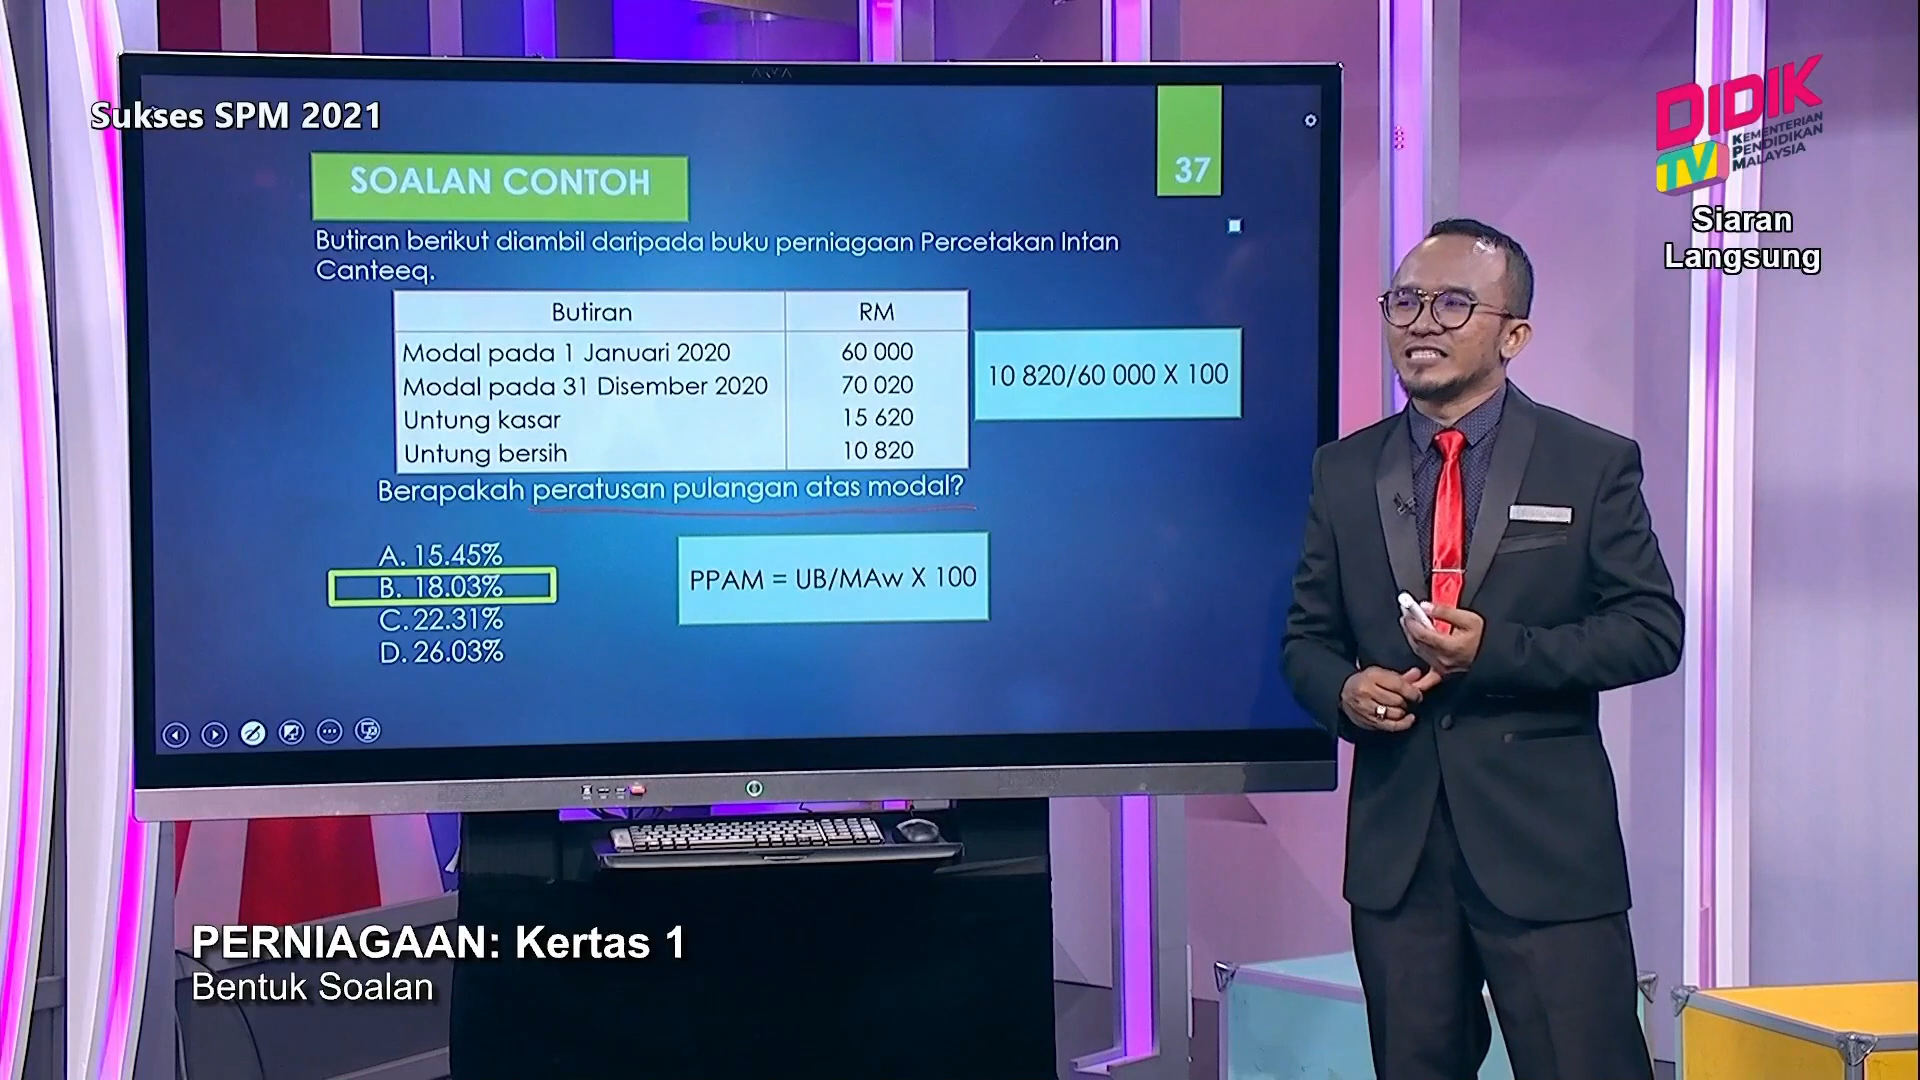 Sukses SPM 2021
SOALAN CONTOH
37
Butiran berikut diambil daripada buku perniagaan Percetakan Intan
Canteeq.
Butiran RM
Modal pada 1 Januari 2020 60 000
Modal pada 31 Disember 2020 70 020
Untung kasar 15 620
Untung bersih 10 820
10 820/60 000 X 100
Berapakah peratusan pulangan atas modal?
A. 15.45%
B. 18.03%
C. 22.31%
D. 26.03%
PPAM = UB/MAw X 100
DIDIK
TV
KEMENTERIAN
PENDIDIKAN
MALAYSIA
Siaran
Langsung
PERNIAGAAN: Kertas 1
Bentuk Soalan